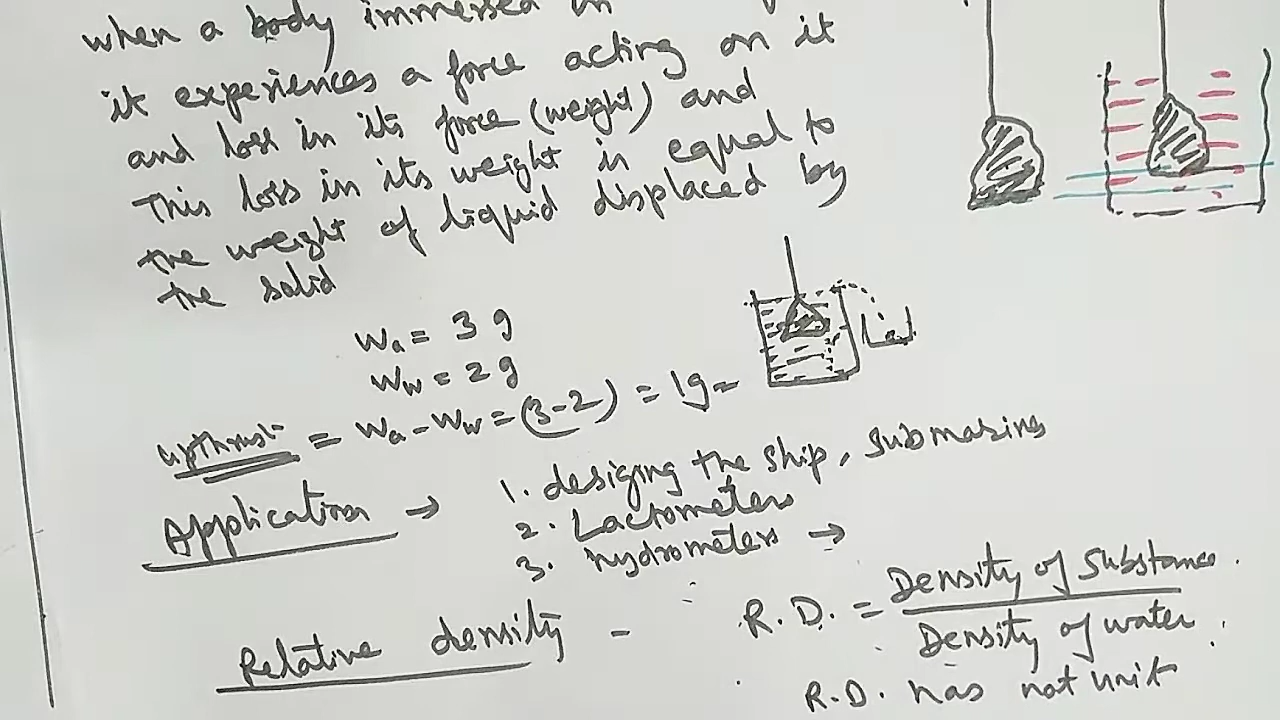 when a body immersed in
it experiences a force acting on it
and loss in its force (weight) and
This loss in its weight is equal to
the weight of liquid displaced by
the solid
Wa = 3 g
Ww = 2 g
upthrust = Wa - Ww = (3-2) = 1g =
Application → 1. desiging the ship, submarines
2. Lactometers
3. hydrometers →
Relative density - R.D. = Density of substance.
Density of water.
R.D. has not unit